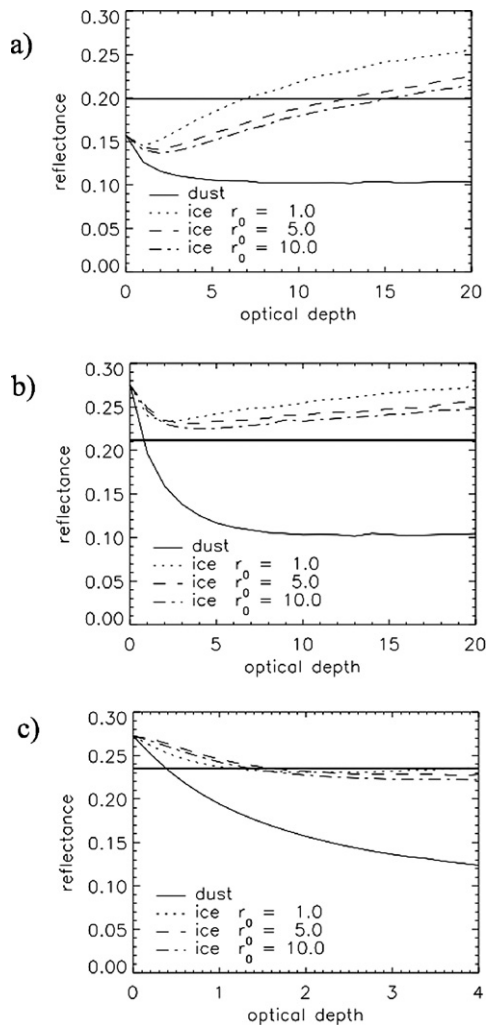 a)
0.30
0.25
0.20
0.15
0.10
0.05
0.00
reflectance
dust
ice r0 = 1.0
ice r0 = 5.0
ice r0 = 10.0
0 5 10 15 20
optical depth
b)
0.30
0.25
0.20
0.15
0.10
0.05
0.00
reflectance
dust
ice r0 = 1.0
ice r0 = 5.0
ice r0 = 10.0
0 5 10 15 20
optical depth
c)
0.30
0.25
0.20
0.15
0.10
0.05
0.00
reflectance
dust
ice r0 = 1.0
ice r0 = 5.0
ice r0 = 10.0
0 1 2 3 4
optical depth